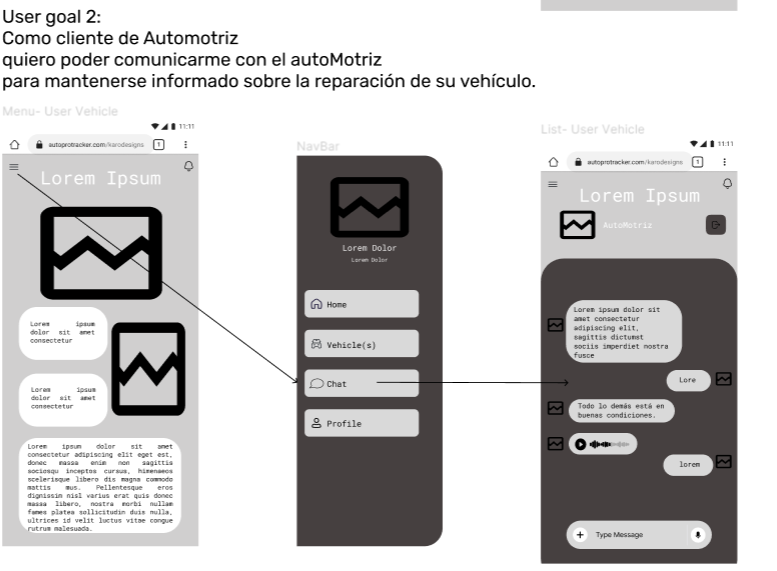 User goal 2:
Como cliente de Automotriz
quiero poder comunicarme con el autoMotriz
para mantenerse informado sobre la reparación de su vehículo.
Menu- User Vehicle
11:11
autoprotracker.com/karodesigns
1
Lorem Ipsum
Lorem ipsum
dolor sit amet
consectetur
Lorem ipsum
dolor sit amet
consectetur
Lorem ipsum dolor sit amet
consectetur adipiscing elit eget est,
donec massa enim non sagittis
sociosqu inceptos cursus, himenaeos
scelerisque libero dis magna commodo
mattis mus. Pellentesque eros
dignissim nisl varius erat quis donec
massa libero, nostra morbi nullam
fames platea sollicitudin duis nulla,
ultrices id velit luctus vitae congue
rutrum malesuada.
NavBar
Lorem Dolor
Lorem Dolor
Home
Vehicle(s)
Chat
Profile
List- User Vehicle
11:11
autoprotracker.com/karodesigns
1
Lorem Ipsum
AutoMotriz
Lorem ipsum dolor sit
amet consectetur
adipiscing elit,
sagittis dictumst
sociis imperdiet nostra
fusce
Lore
Todo lo demás está en
buenas condiciones.
lorem
Type Message